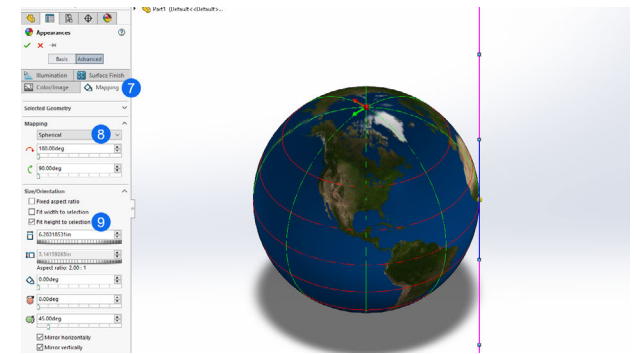 Part1 (Default<<Default>...
Appearances
Basic Advanced
Illumination Surface Finish
Color/Image Mapping 7
Selected Geometry
Mapping
Spherical 8
180.00deg
90.00deg
Size/Orientation
Fixed aspect ratio
Fit width to selection
Fit height to selection 9
6.28318531in
3.14159265in
Aspect ratio: 2.00 : 1
0.00deg
0.00deg
45.00deg
Mirror horizontally
Mirror vertically